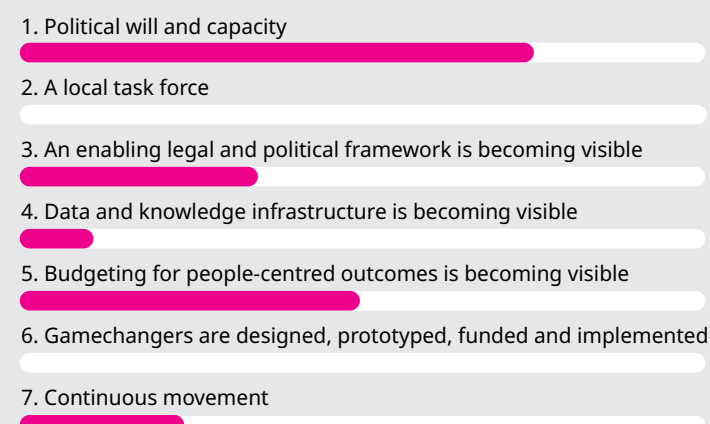 1. Political will and capacity
2. A local task force
3. An enabling legal and political framework is becoming visible
4. Data and knowledge infrastructure is becoming visible
5. Budgeting for people-centred outcomes is becoming visible
6. Gamechangers are designed, prototyped, funded and implemented
7. Continuous movement